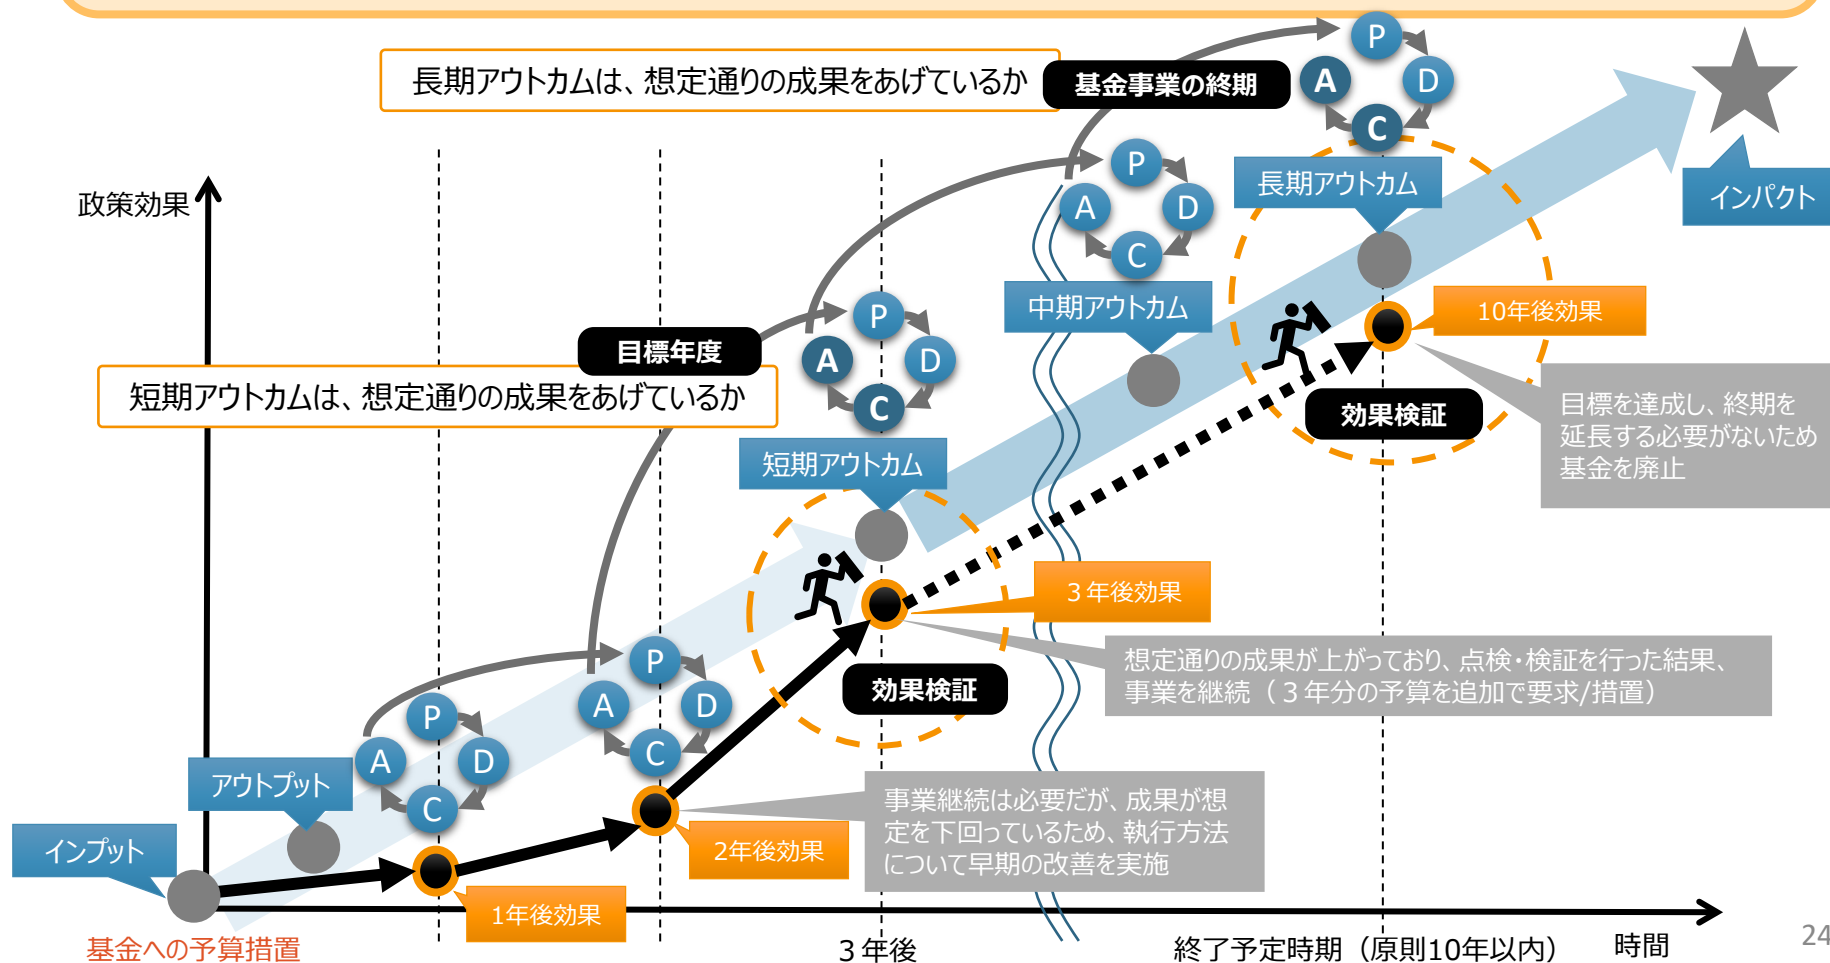 長期アウトカムは、想定通りの成果をあげているか
基金事業の終期
P
A
D
C
長期アウトカム
インパクト
政策効果
P
A
D
C
中期アウトカム
10年後効果
目標年度
短期アウトカムは、想定通りの成果をあげているか
P
A
D
C
短期アウトカム
効果検証
目標を達成し、終期を
延長する必要がないため
基金を廃止
３年後効果
想定通りの成果が上がっており、点検・検証を行った結果、
事業を継続（３年分の予算を追加で要求/措置）
効果検証
P
A
D
C
P
A
D
C
アウトプット
インプット
事業継続は必要だが、成果が想
定を下回っているため、執行方法
について早期の改善を実施
2年後効果
1年後効果
基金への予算措置
３年後
終了予定時期（原則10年以内）
時間
24